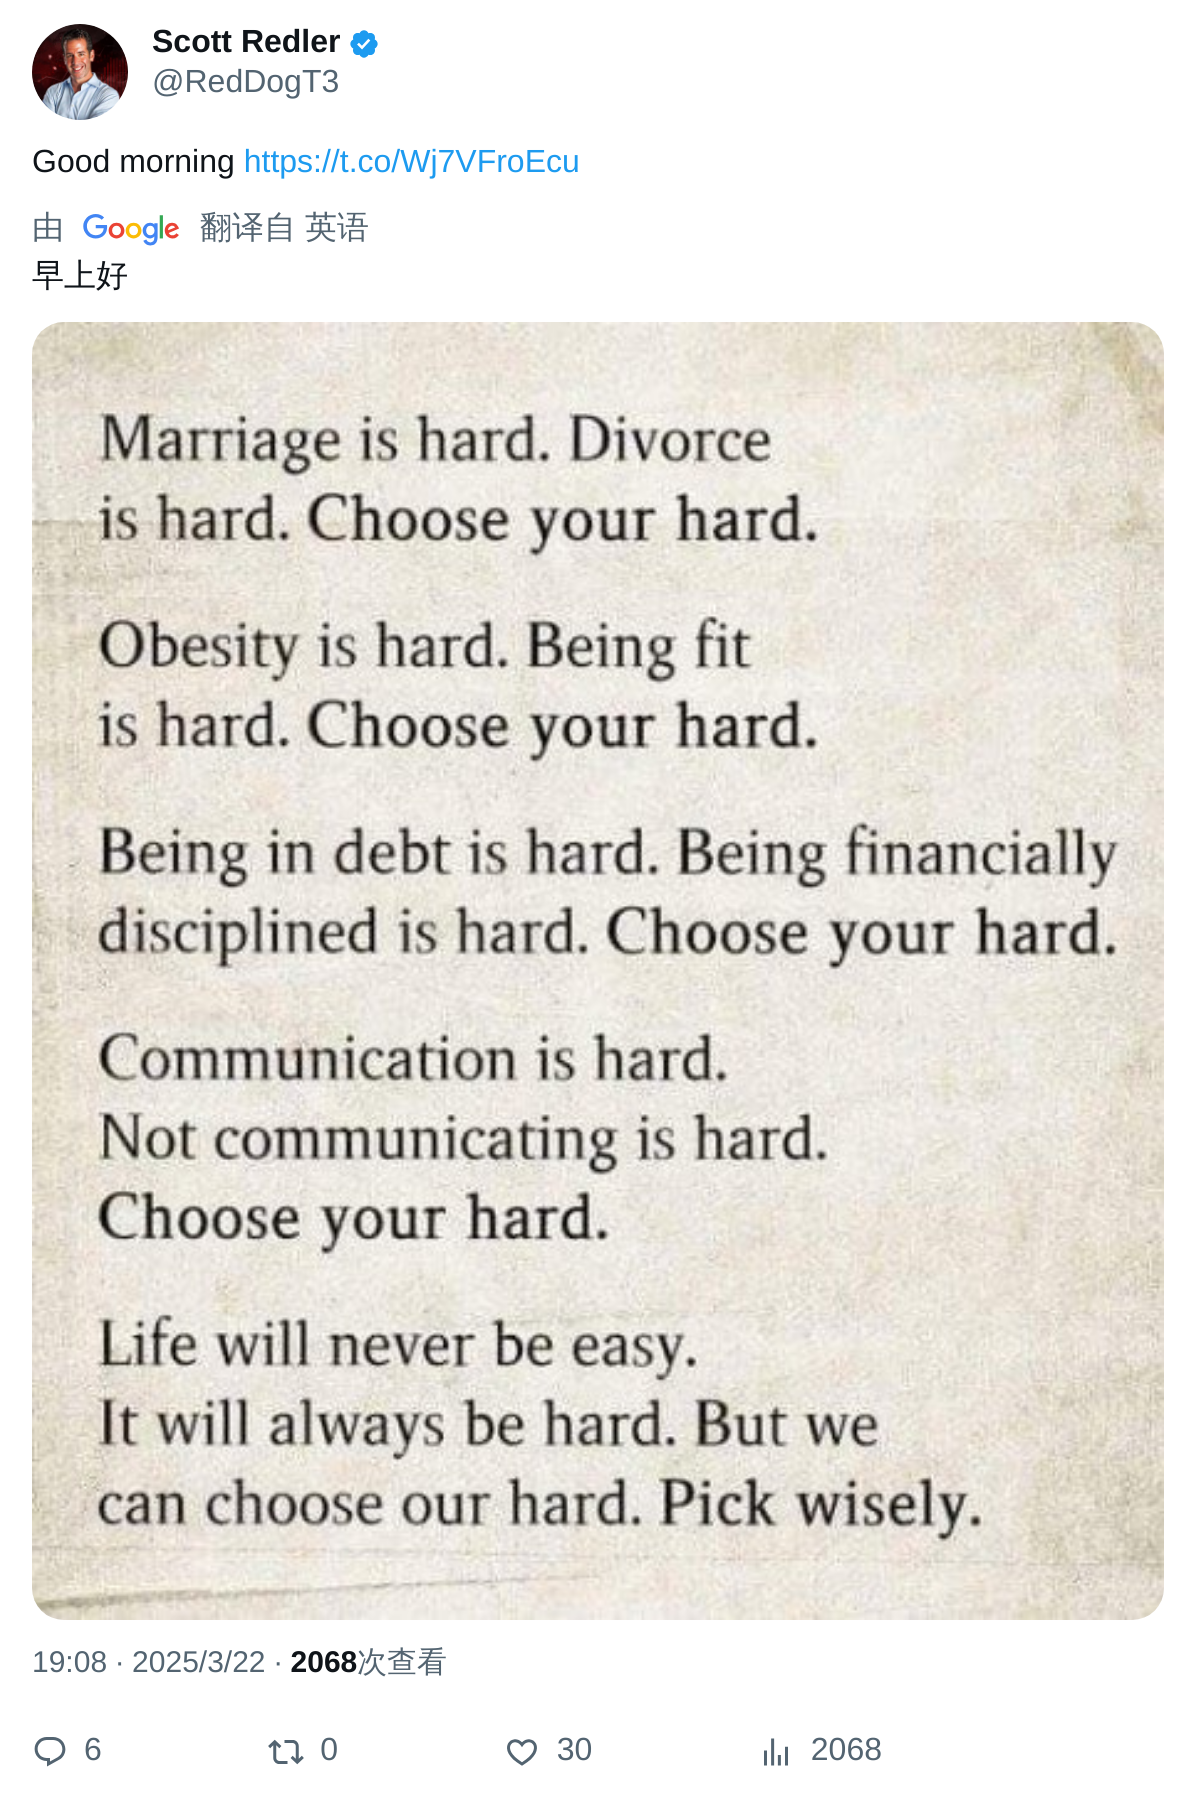 Scott Redler
@RedDogT3
Good morning https://t.co/Wj7VFroEcu
由 Google 翻译自 英语
早上好
Marriage is hard. Divorce
is hard. Choose your hard.
Obesity is hard. Being fit
is hard. Choose your hard.
Being in debt is hard. Being financially
disciplined is hard. Choose your hard.
Communication is hard.
Not communicating is hard.
Choose your hard.
Life will never be easy.
It will always be hard. But we
can choose our hard. Pick wisely.
19:08 · 2025/3/22 · 2068次查看
6 0 30 2068